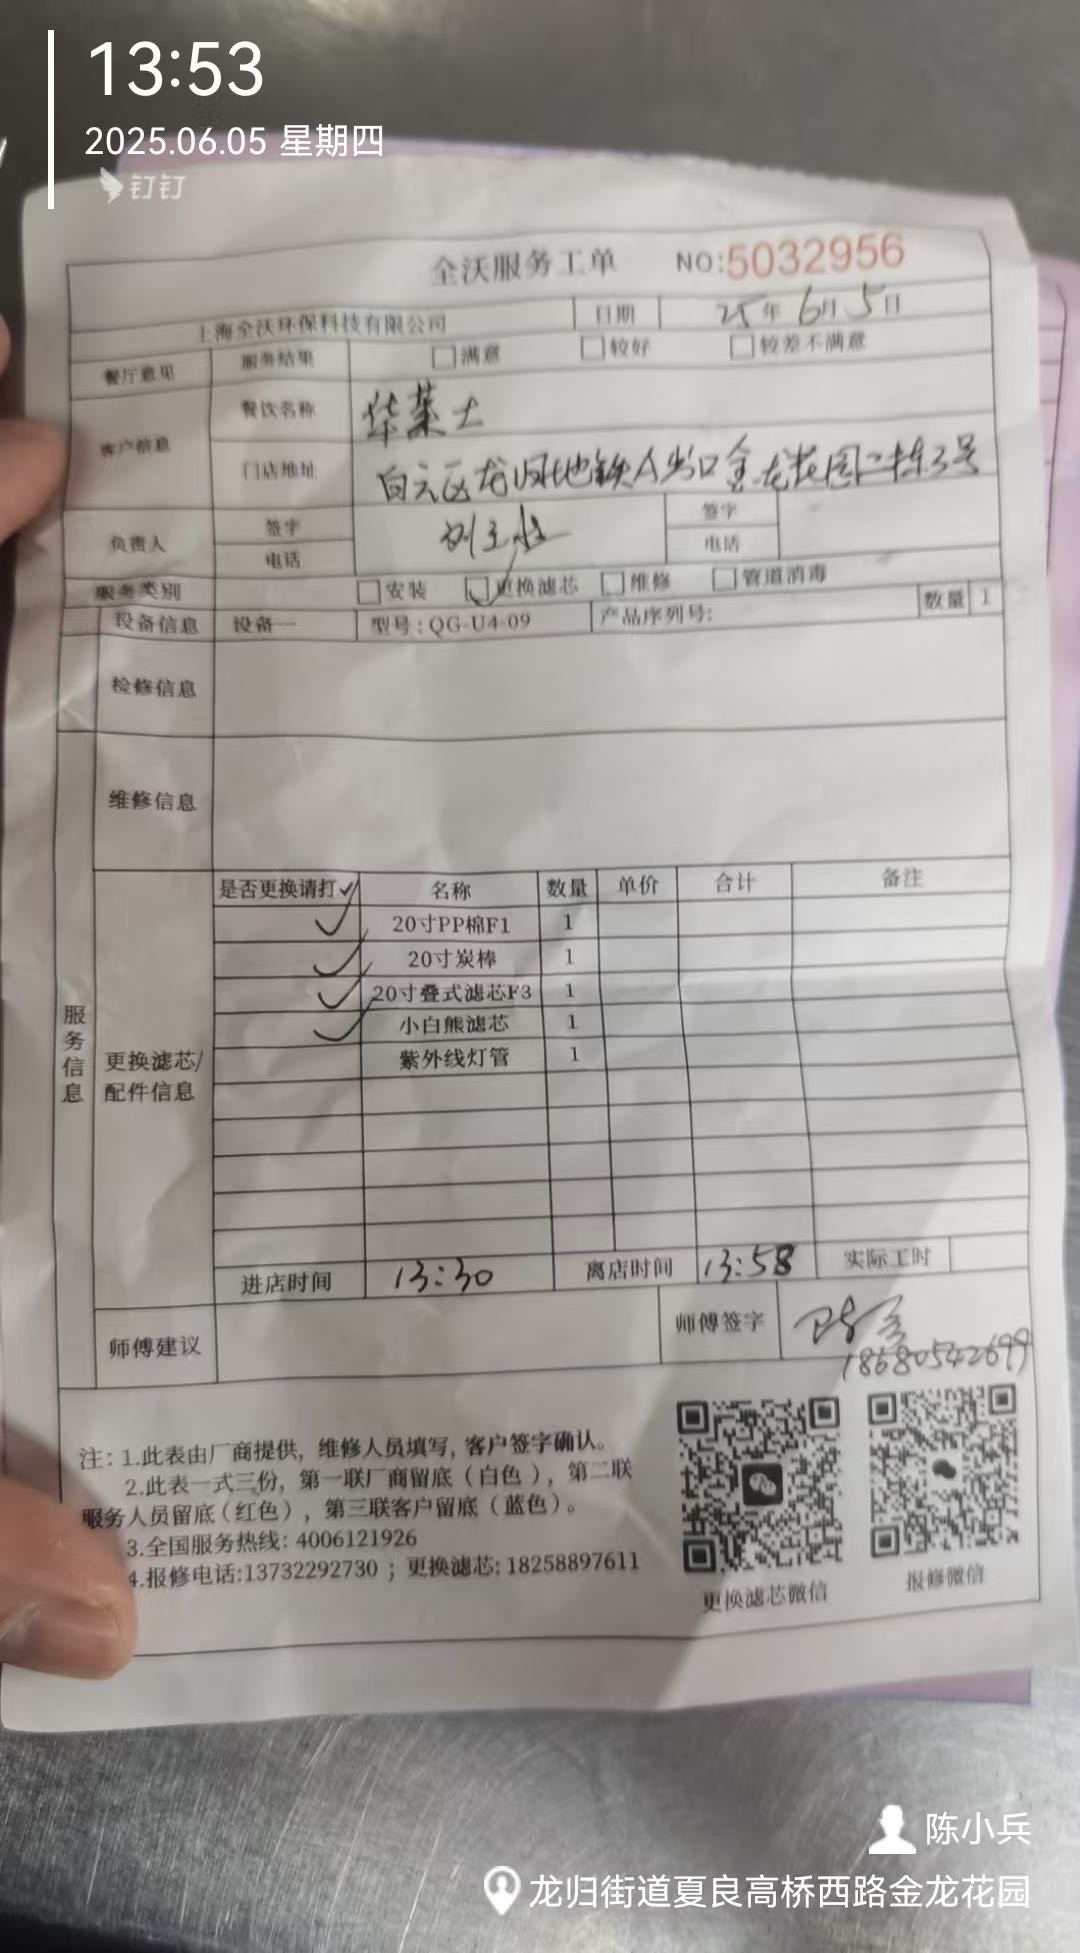 13:53
2025.06.05 星期四
钉钉
全沃服务工单 NO:5032956
上海全沃环保科技有限公司 日期 25年6月5日
餐厅意见 服务结果 满意 较好 较差不满意
客户信息 餐饮名称 华莱士
门店地址 白云区龙归地铁A出口金龙花园二栋3号
负责人 签字 签字
电话 电话
服务类别 安装 更换滤芯 维修 管道消毒
设备信息 设备一 型号:QG-U4-09 产品序列号: 数量 1
检修信息
维修信息
服务信息
更换滤芯/配件信息
是否更换请打✓ 名称 数量 单价 合计 备注
✓ 20寸PP棉F1 1
✓ 20寸炭棒 1
✓ 20寸叠式滤芯F3 1
✓ 小白熊滤芯 1
紫外线灯管 1
进店时间 13:30 离店时间 13:58 实际工时
师傅建议 师傅签字
18680542699
注:1.此表由厂商提供,维修人员填写,客户签字确认。
2.此表一式三份,第一联厂商留底(白色),第二联
服务人员留底(红色),第三联客户留底(蓝色)。
3.全国服务热线:4006121926
4.报修电话:13732292730;更换滤芯:18258897611
更换滤芯微信 报修微信
陈小兵
龙归街道夏良高桥西路金龙花园